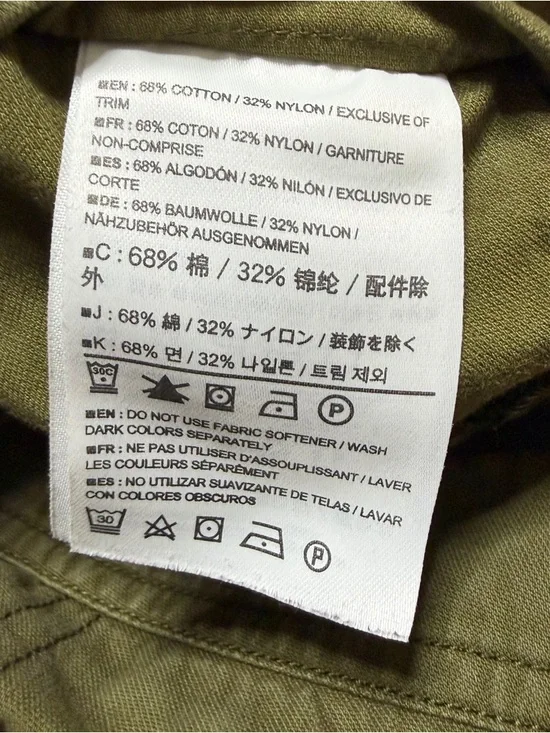 EN : 68% COTTON / 32% NYLON / EXCLUSIVE OF
TRIM
FR : 68% COTON / 32% NYLON / GARNITURE
NON-COMPRISE
ES : 68% ALGODÓN / 32% NILÓN / EXCLUSIVO DE
CORTE
DE : 68% BAUMWOLLE / 32% NYLON /
NÄHZUBEHÖR AUSGENOMMEN
C : 68% 棉 / 32% 锦纶 / 配件除
外
J : 68% 綿 / 32% ナイロン / 装飾を除く
K : 68% 면 / 32% 나일론 / 트림 제외
30C P
EN : DO NOT USE FABRIC SOFTENER / WASH
DARK COLORS SEPARATELY
FR : NE PAS UTILISER D'ASSOUPLISSANT / LAVER
LES COULEURS SÉPARÉMENT
ES : NO UTILIZAR SUAVIZANTE DE TELAS / LAVAR
CON COLORES OBSCUROS
30 P